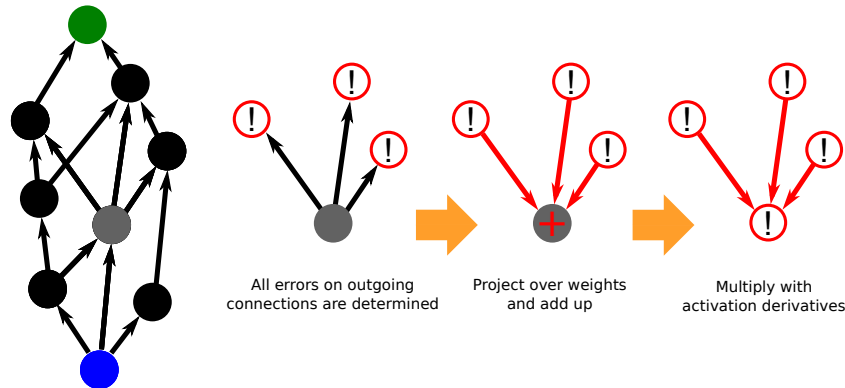 ! ! !
! ! !
+
! ! !
!
All errors on outgoing
connections are determined
Project over weights
and add up
Multiply with
activation derivatives